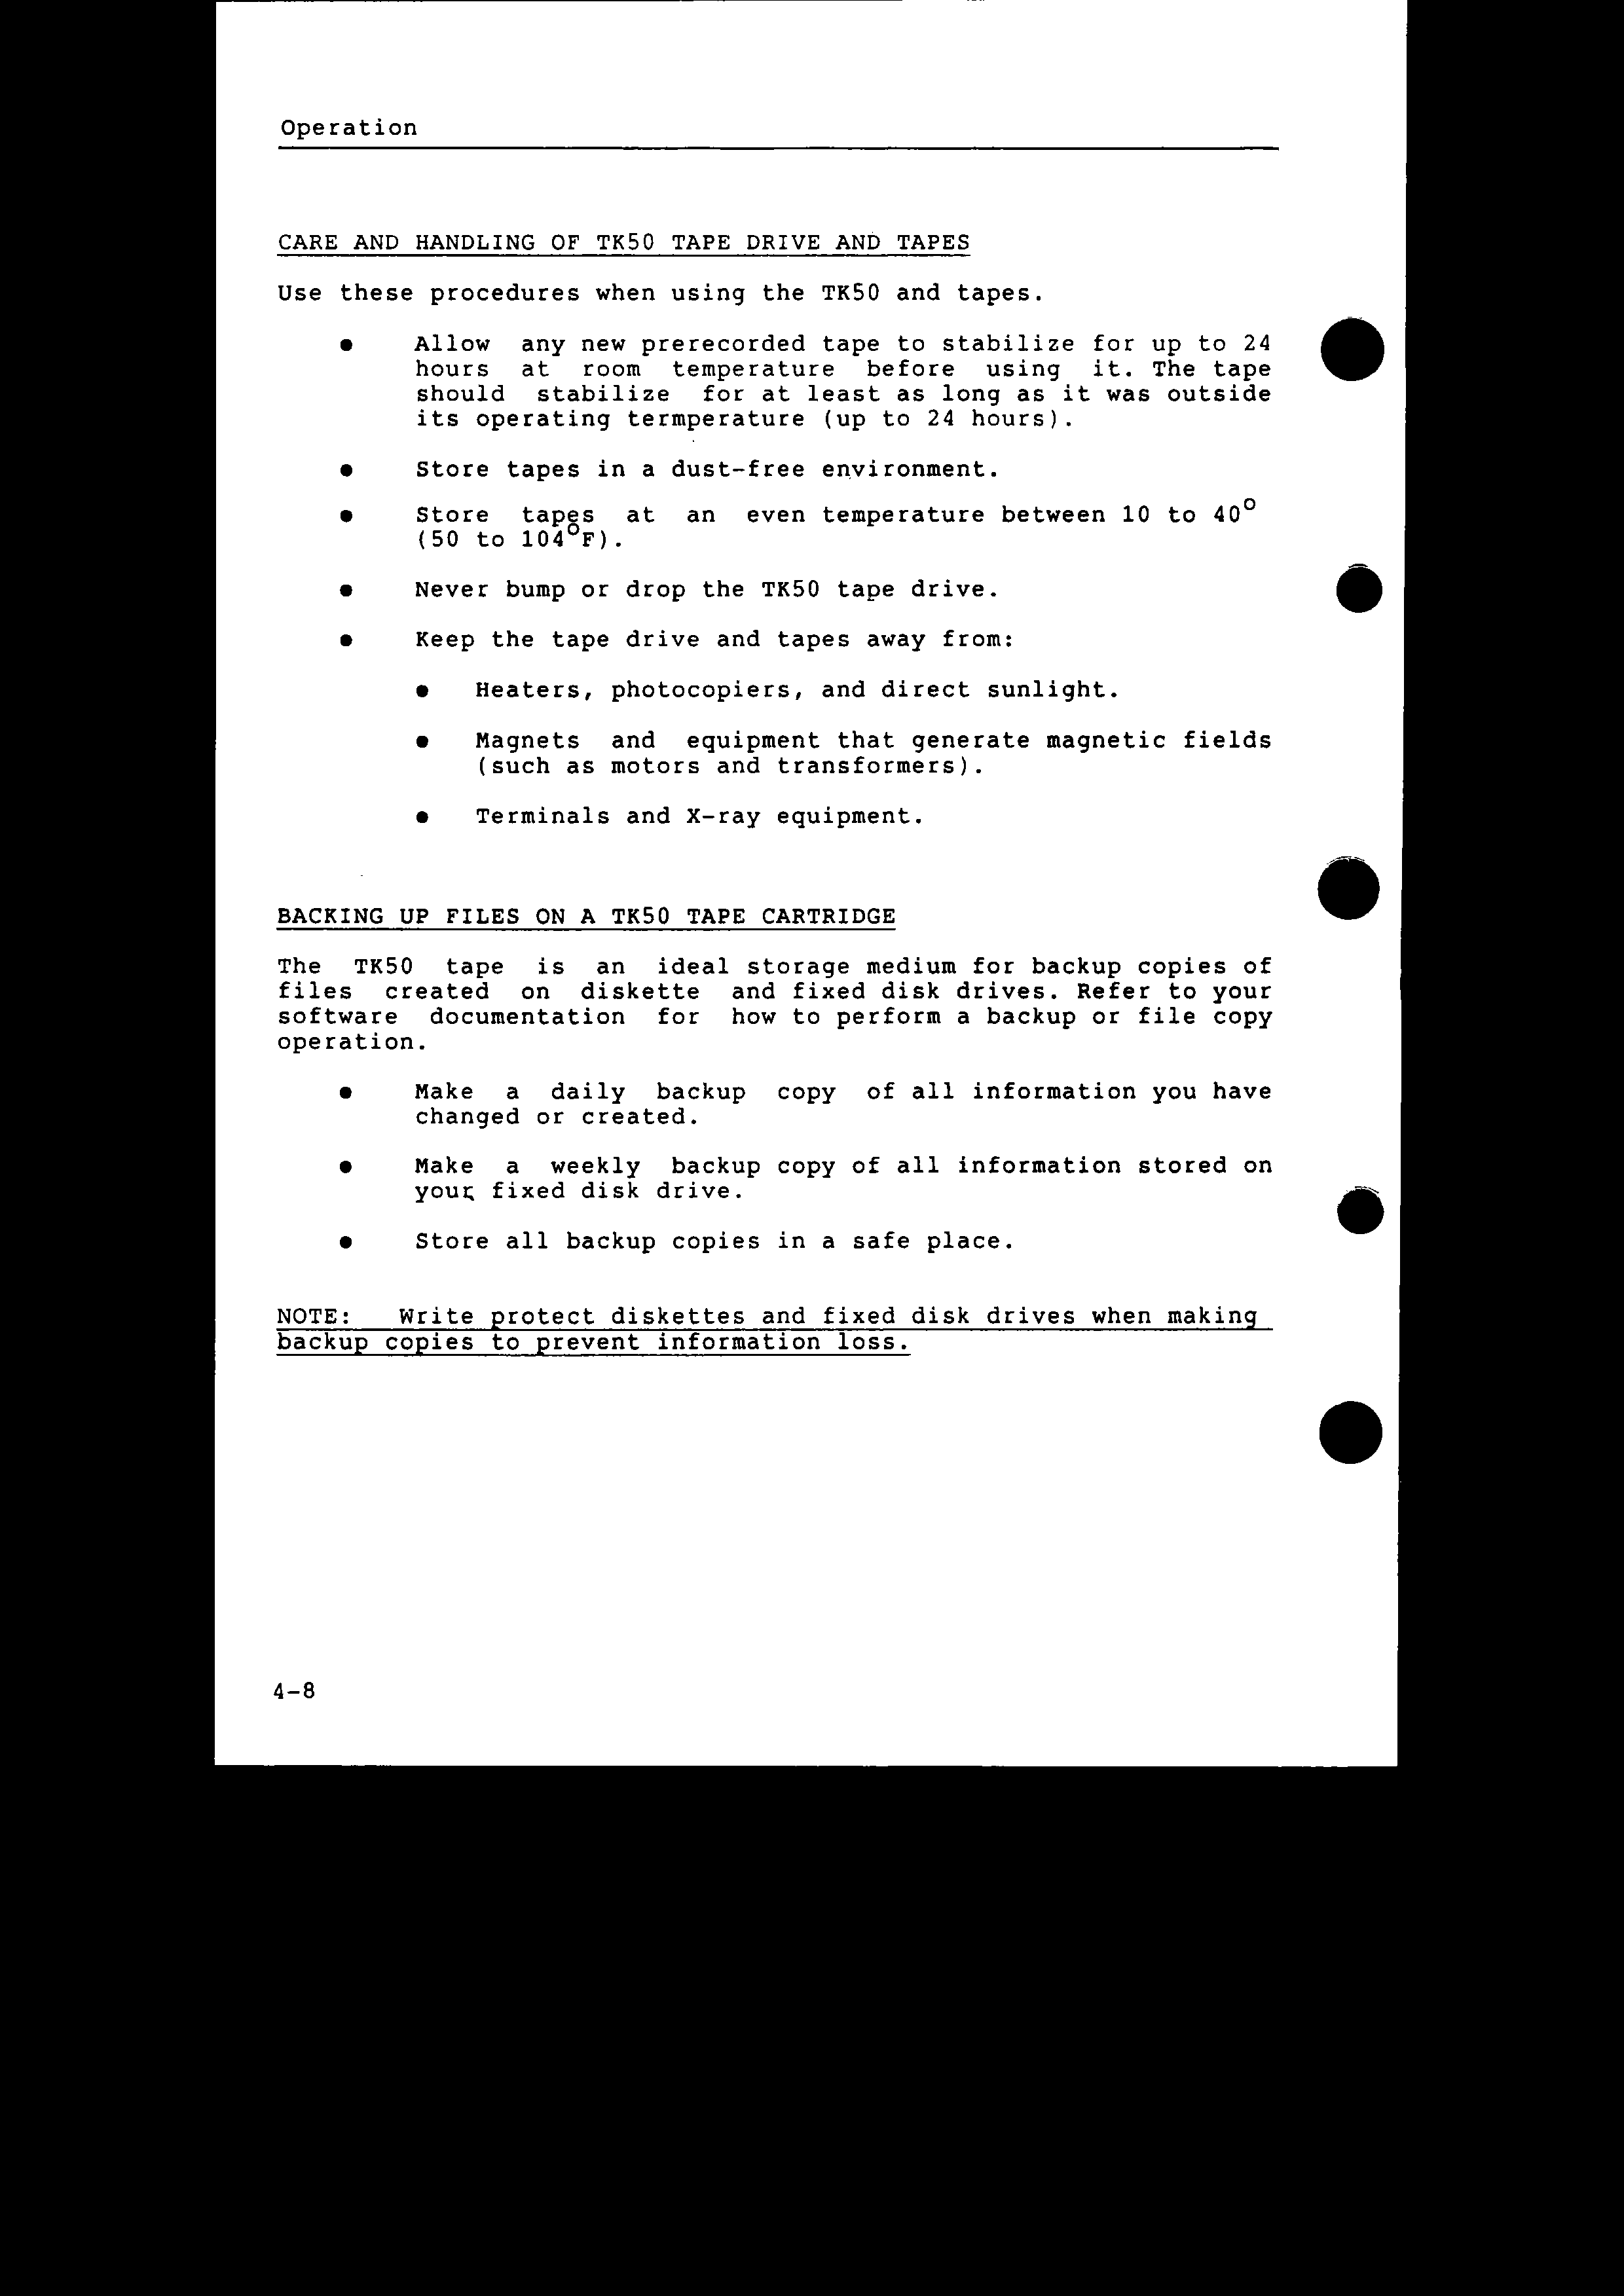 Operation
CARE AND HANDLING OF TK50 TAPE DRIVE AND TAPES
Use these procedures when using the TK50 and tapes.
● Allow any new prerecorded tape to stabilize for up to 24
hours at room temperature before using it. The tape
should stabilize for at least as long as it was outside
its operating termperature (up to 24 hours).
● Store tapes in a dust-free environment.
● Store tapes at an even temperature between 10 to 40°
(50 to 104°F).
● Never bump or drop the TK50 tape drive.
● Keep the tape drive and tapes away from:
● Heaters, photocopiers, and direct sunlight.
● Magnets and equipment that generate magnetic fields
(such as motors and transformers).
● Terminals and X-ray equipment.
BACKING UP FILES ON A TK50 TAPE CARTRIDGE
The TK50 tape is an ideal storage medium for backup copies of
files created on diskette and fixed disk drives. Refer to your
software documentation for how to perform a backup or file copy
operation.
● Make a daily backup copy of all information you have
changed or created.
● Make a weekly backup copy of all information stored on
your fixed disk drive.
● Store all backup copies in a safe place.
NOTE: Write protect diskettes and fixed disk drives when making
backup copies to prevent information loss.
4-8